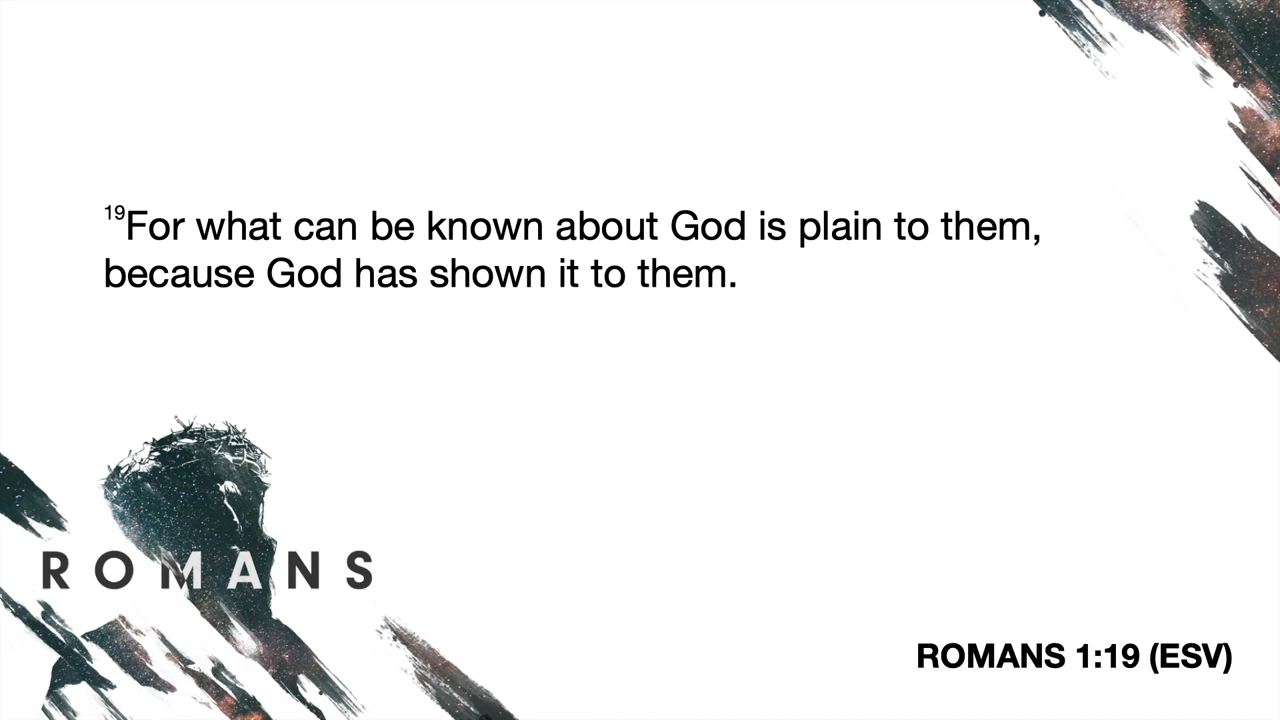 19For what can be known about God is plain to them,
because God has shown it to them.
ROMANS
ROMANS 1:19 (ESV)